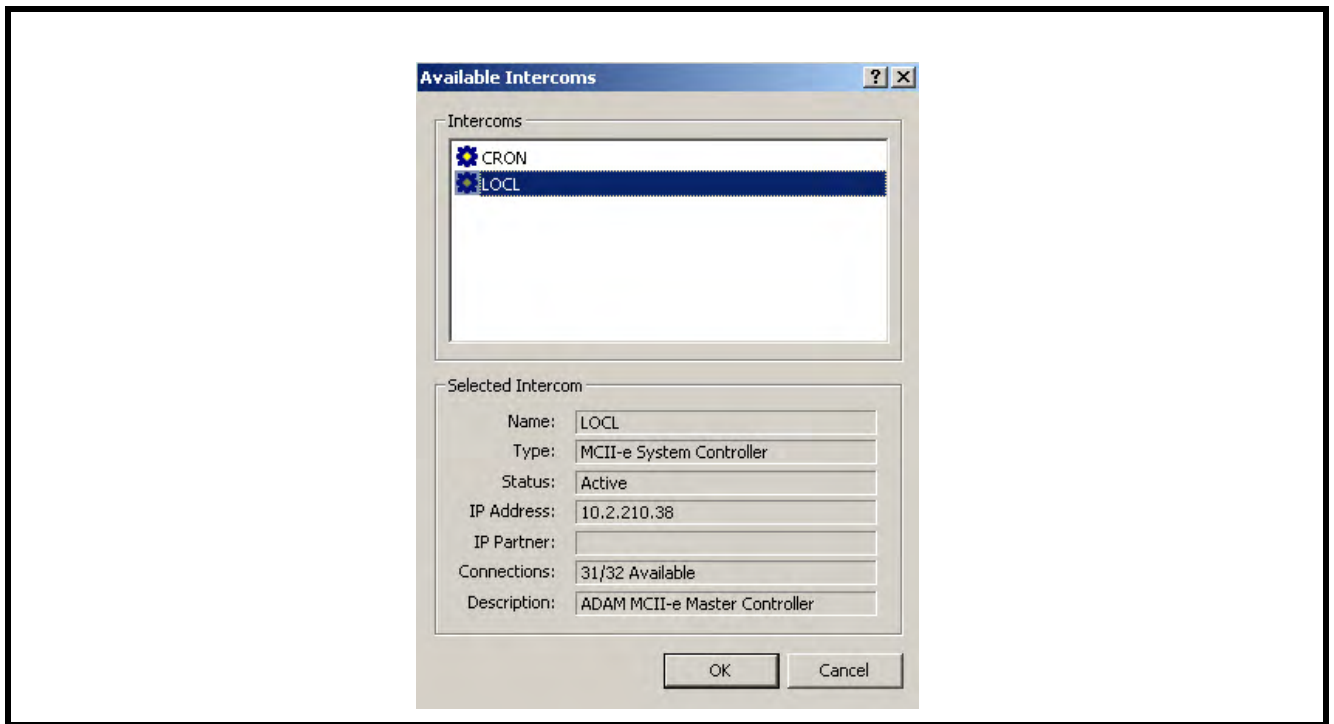 Available Intercoms
Intercoms
CRON
LOCL
Selected Intercom
Name: LOCL
Type: MCII-e System Controller
Status: Active
IP Address: 10.2.210.38
IP Partner:
Connections: 31/32 Available
Description: ADAM MCII-e Master Controller
OK Cancel